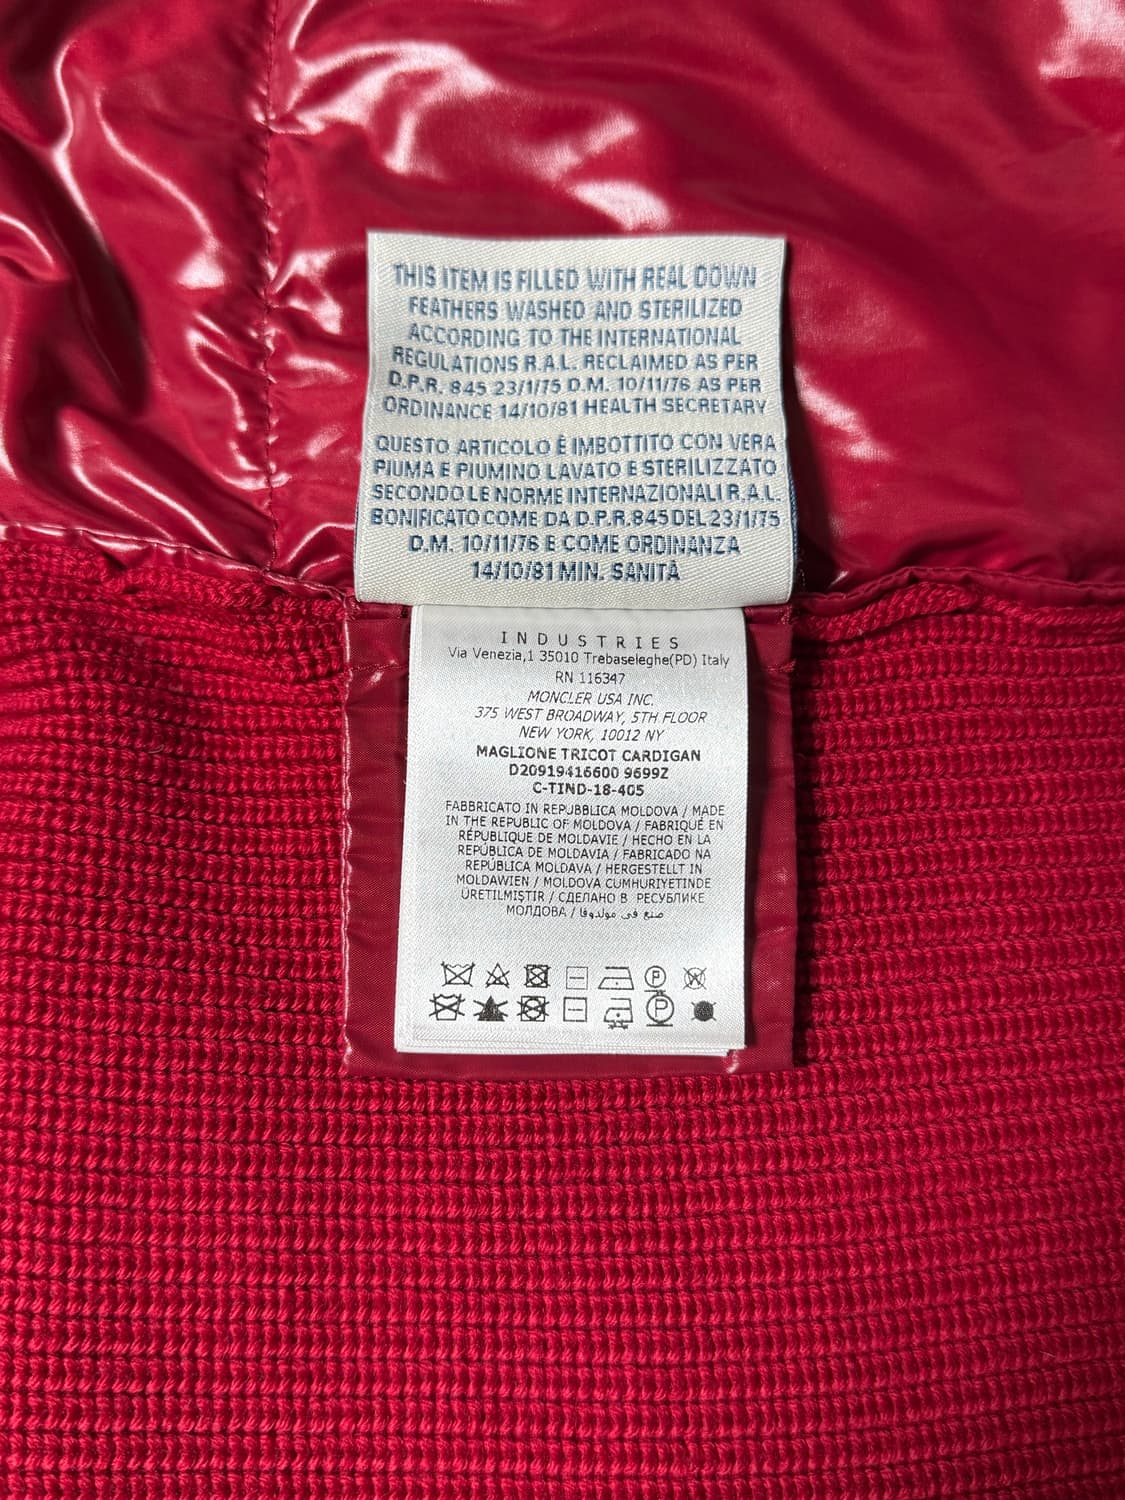 THIS ITEM IS FILLED WITH REAL DOWN
FEATHERS WASHED AND STERILIZED
ACCORDING TO THE INTERNATIONAL
REGULATIONS R.A.L. RECLAIMED AS PER
D.P.R. 845 23/1/75 D.M. 10/11/76 AS PER
ORDINANCE 14/10/81 HEALTH SECRETARY
QUESTO ARTICOLO È IMBOTTITO CON VERA
PIUMA E PIUMINO LAVATO E STERILIZZATO
SECONDO LE NORME INTERNAZIONALI R.A.L.
BONIFICATO COME DA D.P.R.845 DEL 23/1/75
D.M. 10/11/76 E COME ORDINANZA
14/10/81 MIN. SANITÀ
INDUSTRIES
Via Venezia,1 35010 Trebaseleghe(PD) Italy
RN 116347
MONCLER USA INC.
375 WEST BROADWAY, 5TH FLOOR
NEW YORK, 10012 NY
MAGLIONE TRICOT CARDIGAN
D20919416600 9699Z
C-TIND-18-405
FABBRICATO IN REPUBBLICA MOLDOVA / MADE
IN THE REPUBLIC OF MOLDOVA / FABRIQUÉ EN
RÉPUBLIQUE DE MOLDAVIE / HECHO EN LA
REPÚBLICA DE MOLDAVIA / FABRICADO NA
REPÚBLICA MOLDAVA / HERGESTELLT IN
MOLDAWIEN / MOLDOVA CUMHURIYETINDE
ÜRETILMIŞTIR / СДЕЛАНО В РЕСУБЛИКЕ
МОЛДОВА / صنع في مولدوفا
P W
P